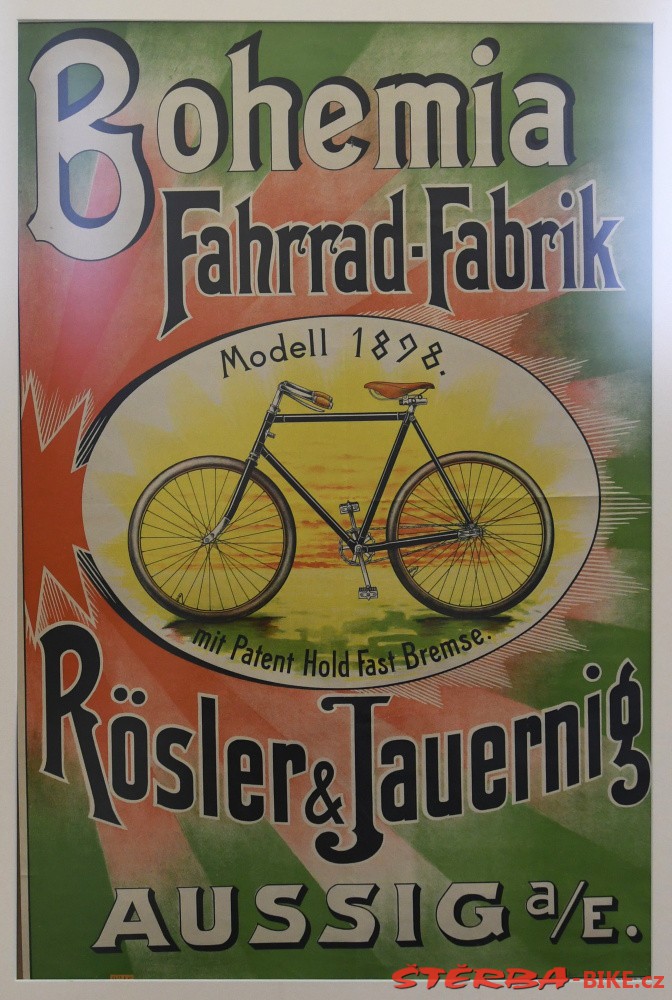 Bohemia
Fahrrad-Fabrik
Modell 1898.
mit Patent Hold Fast Bremse.
Rösler & Jauernig
AUSSIG a/E.
ŠTĚRBA-BIKE.cz